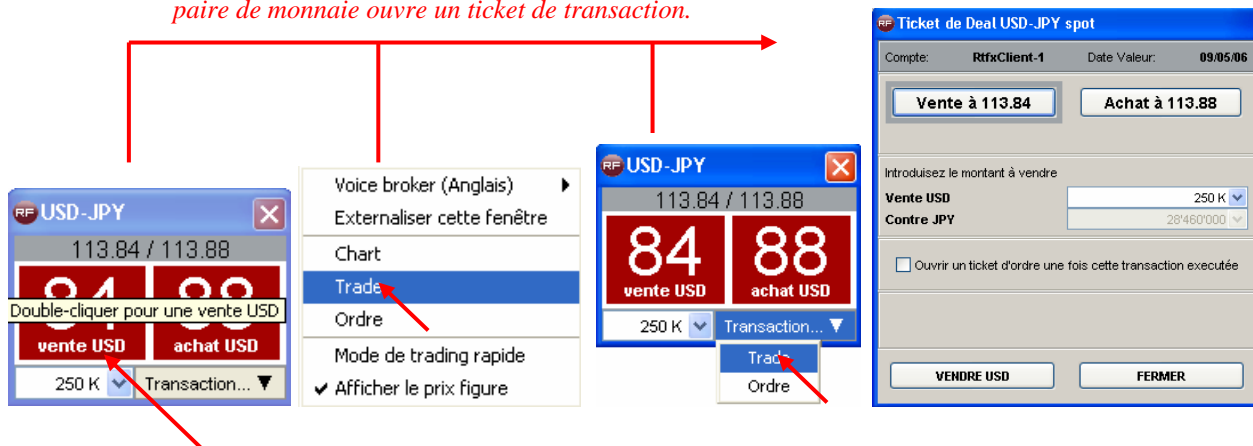 paire de monnaie ouvre un ticket de transaction.
RF USD-JPY
113.84 / 113.88
Double-cliquer pour une vente USD
vente USD achat USD
250 K Transaction... ▼
Voice broker (Anglais)
Externaliser cette fenêtre
Chart
Trade
Ordre
Mode de trading rapide
✔ Afficher le prix figure
RF USD-JPY
113.84 / 113.88
84 88
vente USD achat USD
250 K Transaction... ▼
Trade
Ordre
RF Ticket de Deal USD-JPY spot
Compte: RtfxClient-1 Date Valeur: 09/05/06
Vente à 113.84 Achat à 113.88
Introduisez le montant à vendre
Vente USD 250 K
Contre JPY 28'460'000
Ouvrir un ticket d'ordre une fois cette transaction executée
VENDRE USD FERMER